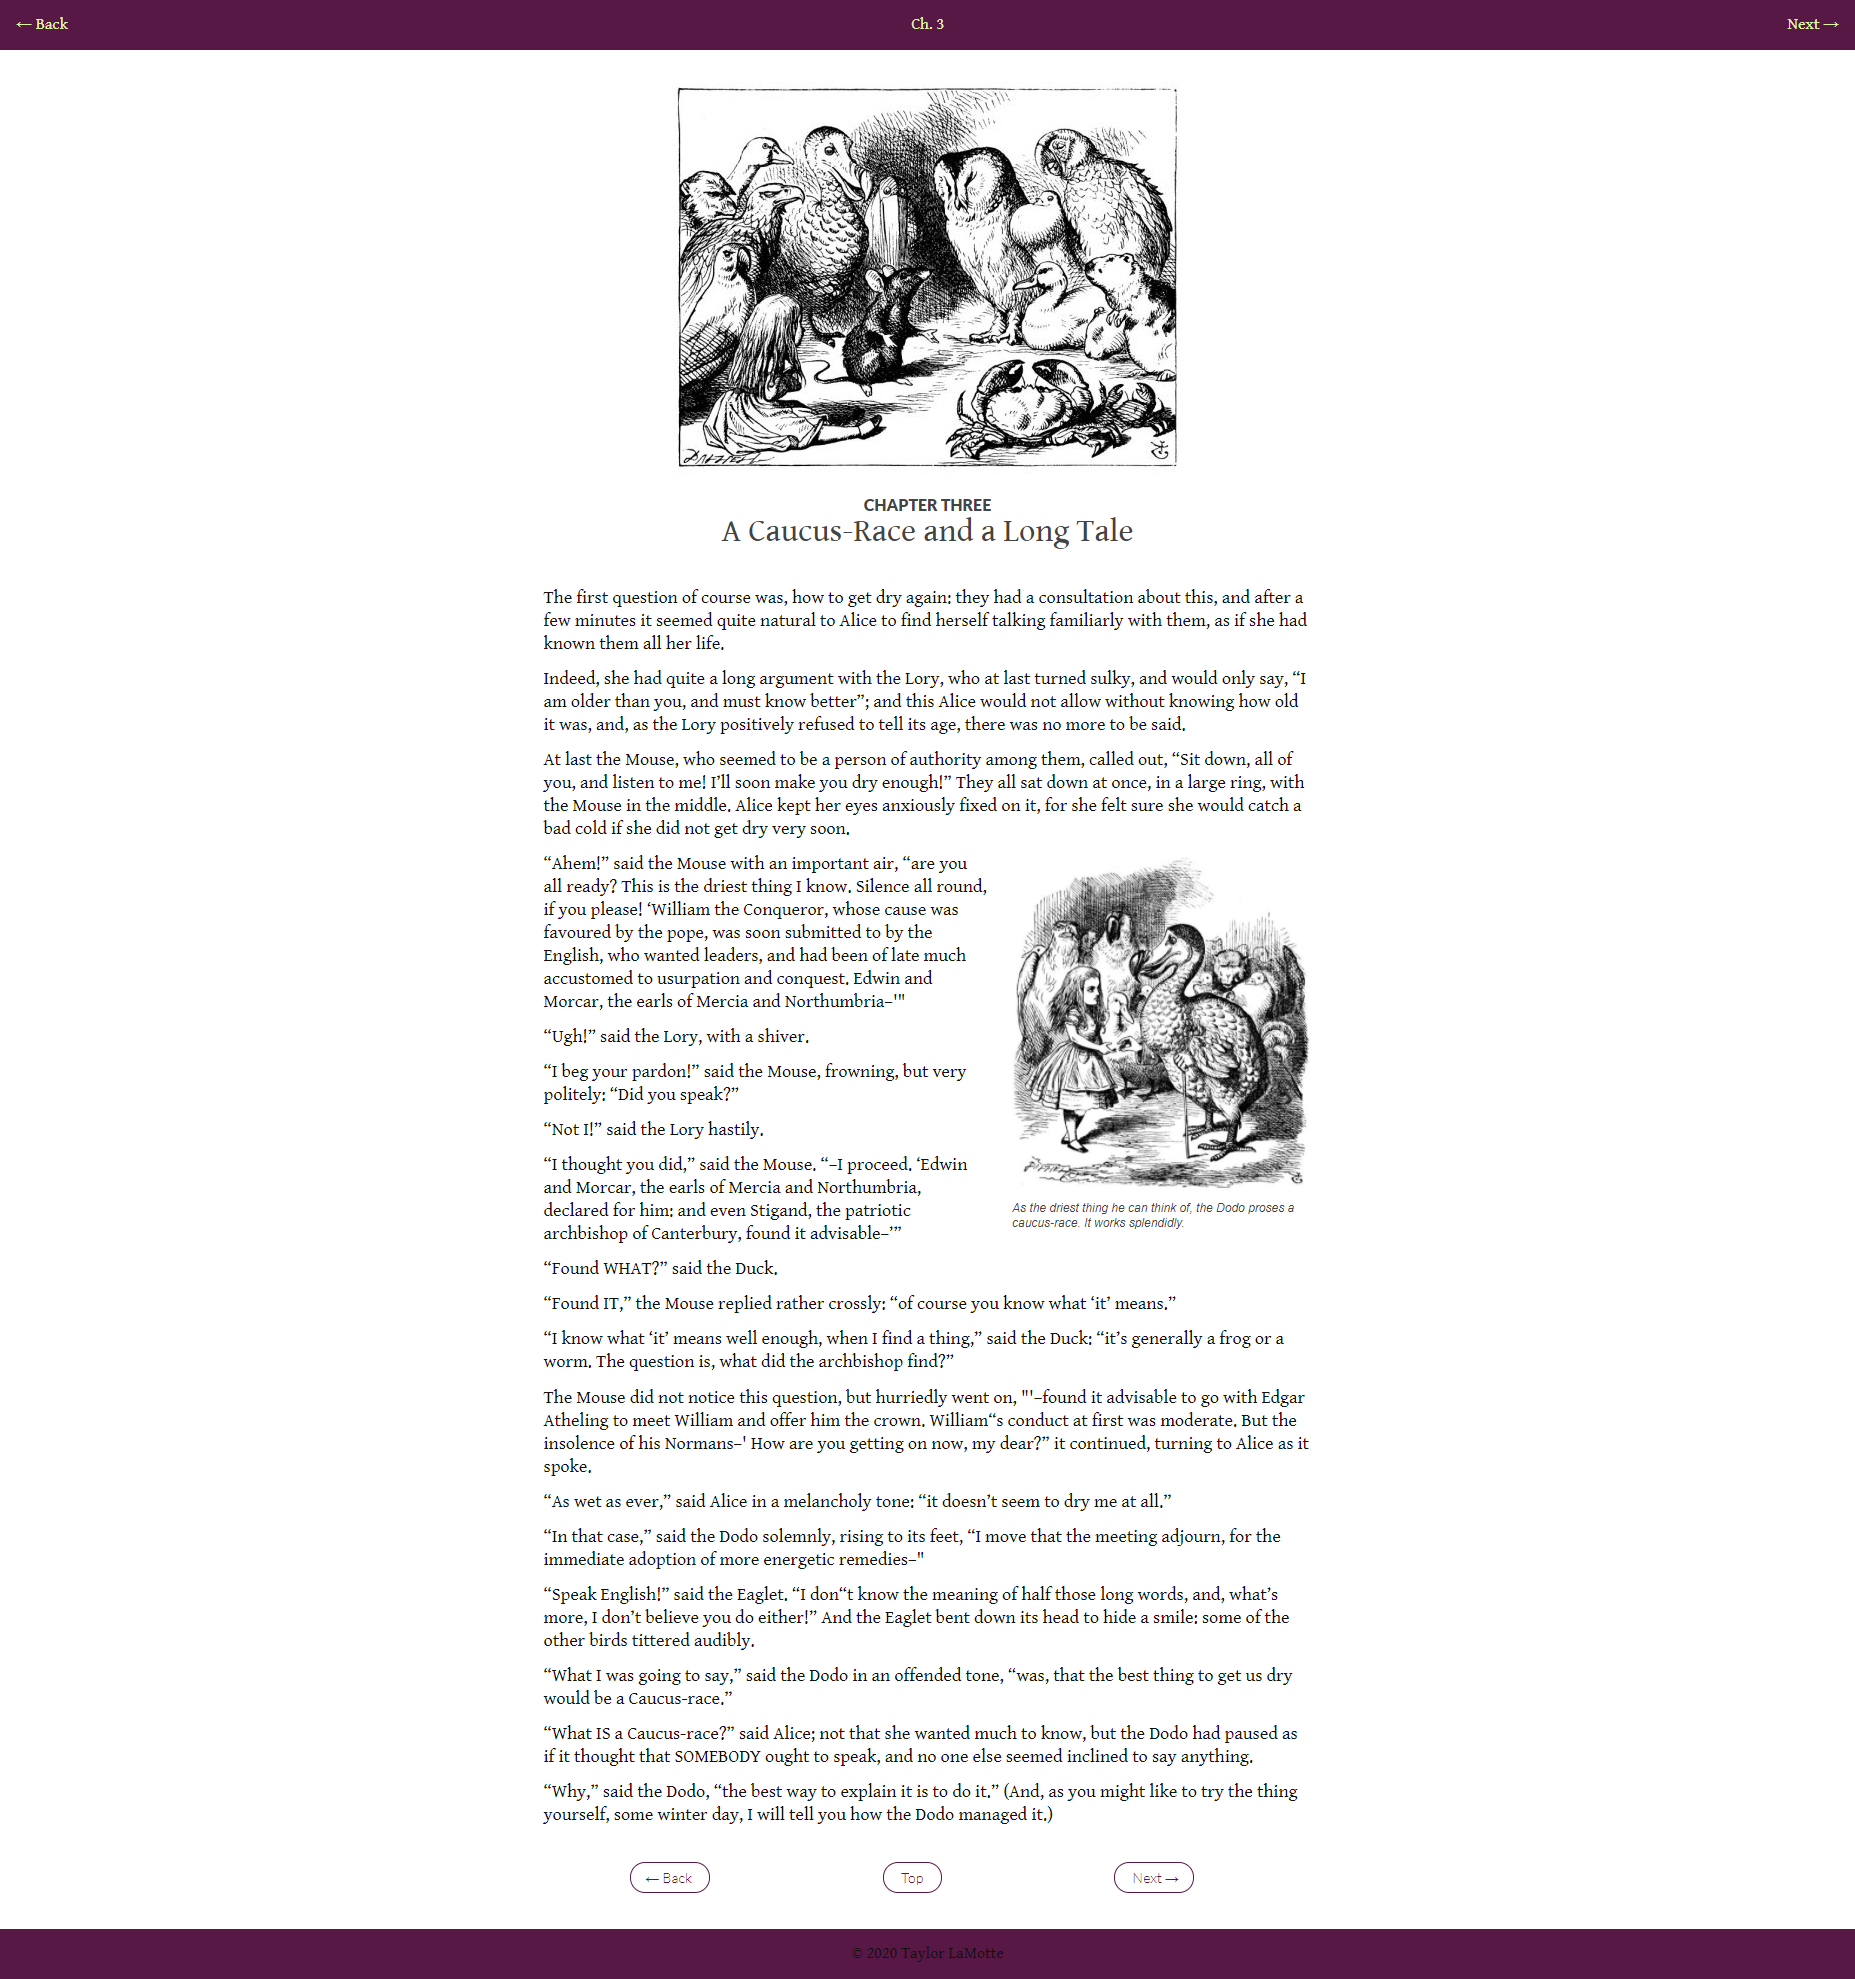 ← Back
Ch. 3
Next →
CHAPTER THREE
A Caucus-Race and a Long Tale
The first question of course was, how to get dry again: they had a consultation about this, and after a
few minutes it seemed quite natural to Alice to find herself talking familiarly with them, as if she had
known them all her life.
Indeed, she had quite a long argument with the Lory, who at last turned sulky, and would only say, “I
am older than you, and must know better”; and this Alice would not allow without knowing how old
it was, and, as the Lory positively refused to tell its age, there was no more to be said.
At last the Mouse, who seemed to be a person of authority among them, called out, “Sit down, all of
you, and listen to me! I’ll soon make you dry enough!” They all sat down at once, in a large ring, with
the Mouse in the middle. Alice kept her eyes anxiously fixed on it, for she felt sure she would catch a
bad cold if she did not get dry very soon.
“Ahem!” said the Mouse with an important air, “are you
all ready? This is the driest thing I know. Silence all round,
if you please! ‘William the Conqueror, whose cause was
favoured by the pope, was soon submitted to by the
English, who wanted leaders, and had been of late much
accustomed to usurpation and conquest. Edwin and
Morcar, the earls of Mercia and Northumbria–'"
“Ugh!” said the Lory, with a shiver.
“I beg your pardon!” said the Mouse, frowning, but very
politely: “Did you speak?”
“Not I!” said the Lory hastily.
“I thought you did,” said the Mouse. “–I proceed. ‘Edwin
and Morcar, the earls of Mercia and Northumbria,
declared for him: and even Stigand, the patriotic
archbishop of Canterbury, found it advisable–’”
As the driest thing he can think of, the Dodo proses a
caucus-race. It works splendidly.
“Found WHAT?” said the Duck.
“Found IT,” the Mouse replied rather crossly: “of course you know what ‘it’ means.”
“I know what ‘it’ means well enough, when I find a thing,” said the Duck: “it’s generally a frog or a
worm. The question is, what did the archbishop find?”
The Mouse did not notice this question, but hurriedly went on, "'–found it advisable to go with Edgar
Atheling to meet William and offer him the crown. William“s conduct at first was moderate. But the
insolence of his Normans–' How are you getting on now, my dear?” it continued, turning to Alice as it
spoke.
“As wet as ever,” said Alice in a melancholy tone: “it doesn’t seem to dry me at all.”
“In that case,” said the Dodo solemnly, rising to its feet, “I move that the meeting adjourn, for the
immediate adoption of more energetic remedies–"
“Speak English!” said the Eaglet. “I don“t know the meaning of half those long words, and, what’s
more, I don’t believe you do either!” And the Eaglet bent down its head to hide a smile: some of the
other birds tittered audibly.
“What I was going to say,” said the Dodo in an offended tone, “was, that the best thing to get us dry
would be a Caucus-race.”
“What IS a Caucus-race?” said Alice; not that she wanted much to know, but the Dodo had paused as
if it thought that SOMEBODY ought to speak, and no one else seemed inclined to say anything.
“Why,” said the Dodo, “the best way to explain it is to do it.” (And, as you might like to try the thing
yourself, some winter day, I will tell you how the Dodo managed it.)
← Back
Top
Next →
© 2020 Taylor LaMotte